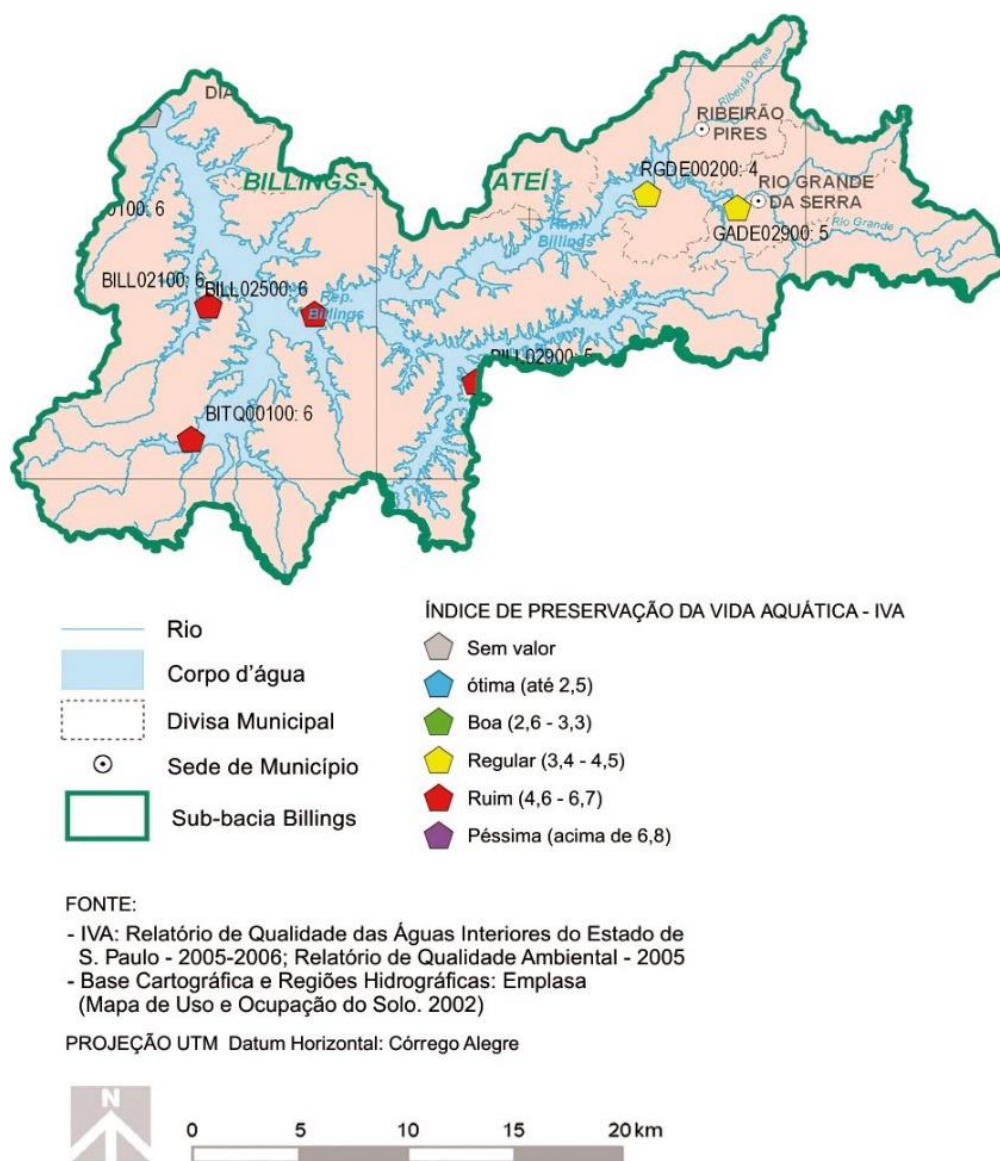 DIA
RIBEIRÃO
PIRES
Ribeirão Pires
BILLINGS-
ATEÍ
RGDE00200: 4
RIO GRANDE
DA SERRA
0100: 6
Rep.
Billings
GADE02900: 5
Rio Grande
BILL02100: 6
BILL02500: 6
Rep.
Billings
BILL02900: 5
BITQ00100: 6
Rio
Corpo d'água
Divisa Municipal
Sede de Município
Sub-bacia Billings
ÍNDICE DE PRESERVAÇÃO DA VIDA AQUÁTICA - IVA
Sem valor
ótima (até 2,5)
Boa (2,6 - 3,3)
Regular (3,4 - 4,5)
Ruim (4,6 - 6,7)
Péssima (acima de 6,8)
FONTE:
- IVA: Relatório de Qualidade das Águas Interiores do Estado de
S. Paulo - 2005-2006; Relatório de Qualidade Ambiental - 2005
- Base Cartográfica e Regiões Hidrográficas: Emplasa
(Mapa de Uso e Ocupação do Solo. 2002)
PROJEÇÃO UTM Datum Horizontal: Córrego Alegre
N
0 5 10 15 20 km